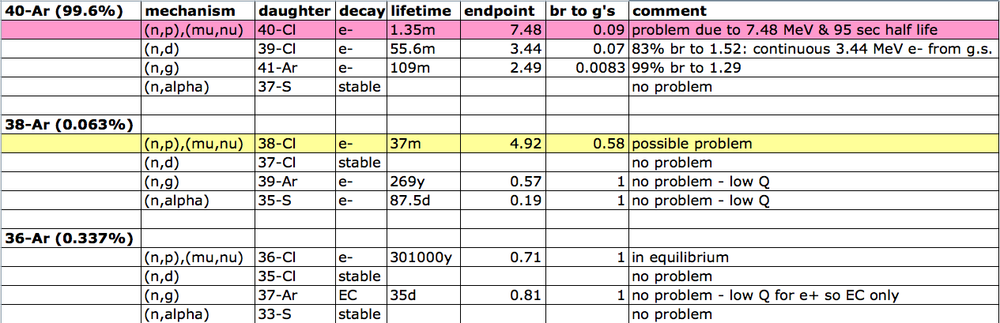 40-Ar (99.6%) mechanism daughter decay lifetime endpoint br to g's comment
(n,p),(mu,nu) 40-Cl e- 1.35m 7.48 0.09 problem due to 7.48 MeV & 95 sec half life
(n,d) 39-Cl e- 55.6m 3.44 0.07 83% br to 1.52: continuous 3.44 MeV e- from g.s.
(n,g) 41-Ar e- 109m 2.49 0.0083 99% br to 1.29
(n,alpha) 37-S stable no problem
38-Ar (0.063%)
(n,p),(mu,nu) 38-Cl e- 37m 4.92 0.58 possible problem
(n,d) 37-Cl stable no problem
(n,g) 39-Ar e- 269y 0.57 1 no problem - low Q
(n,alpha) 35-S e- 87.5d 0.19 1 no problem - low Q
36-Ar (0.337%)
(n,p),(mu,nu) 36-Cl e- 301000y 0.71 1 in equilibrium
(n,d) 35-Cl stable no problem
(n,g) 37-Ar EC 35d 0.81 1 no problem - low Q for e+ so EC only
(n,alpha) 33-S stable no problem